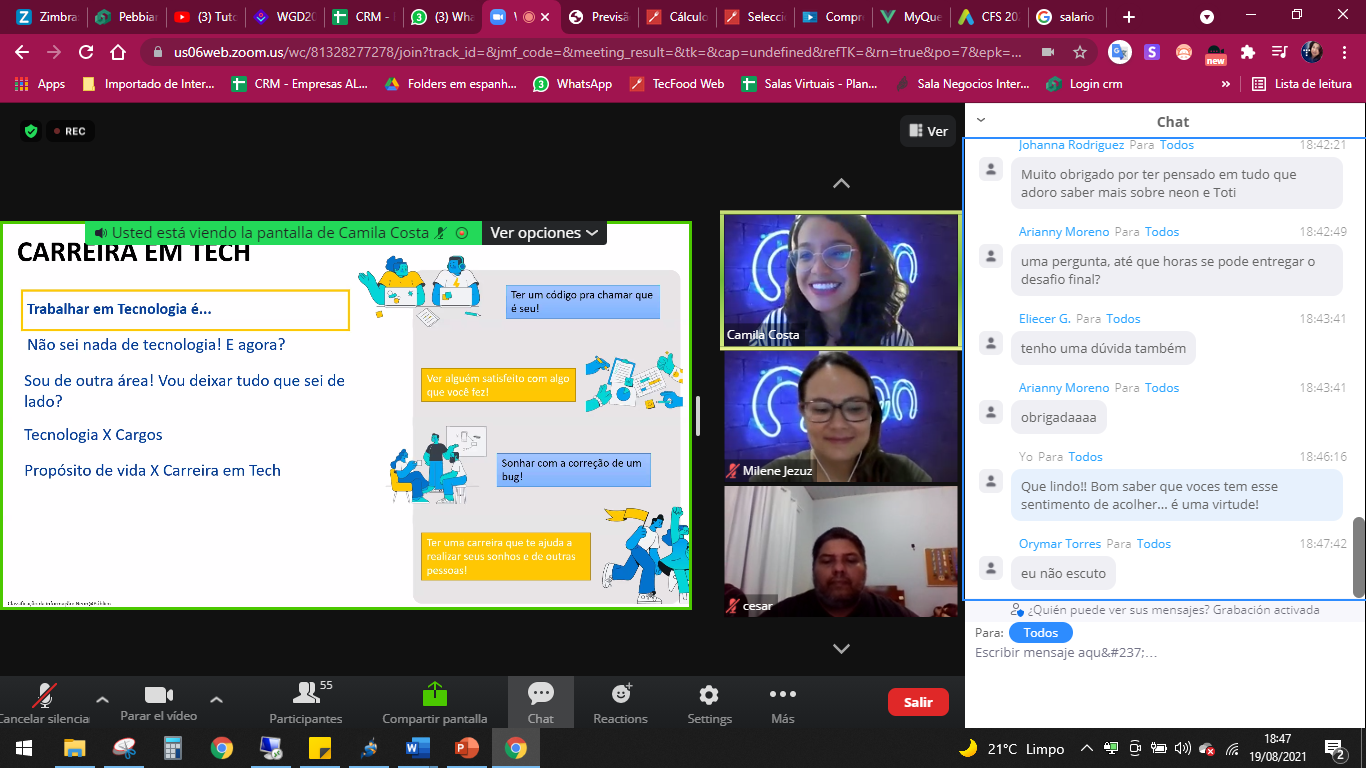 Zimbra
Pebbian
(3) Tuto
WGD20
CRM - E
(3) Wha
Previsã
Cálculo
Selecci
Compre
MyQue
CFS 202
salario
us06web.zoom.us/wc/81328277278/join?track_id=&jmf_code=&meeting_result=&tk=&cap=undefined&refTK=&rn=true&po=7&epk=...
new
Apps
Importado de Inter...
CRM - Empresas AL...
Folders em espanh...
WhatsApp
TecFood Web
Salas Virtuais - Plan...
Sala Negocios Inter...
Login crm
»
Lista de leitura
REC
Ver
Usted está viendo la pantalla de Camila Costa
Ver opciones
CARREIRA EM TECH
Trabalhar em Tecnologia é...
Não sei nada de tecnologia! E agora?
Sou de outra área! Vou deixar tudo que sei de
lado?
Tecnologia X Cargos
Propósito de vida X Carreira em Tech
Ter um código pra chamar que
é seu!
Ver alguém satisfeito com algo
que você fez!
Sonhar com a correção de um
bug!
Ter uma carreira que te ajuda a
realizar seus sonhos e de outras
pessoas!
Classificação da Informação: Neon@Público
Camila Costa
Milene Jezuz
cesar
Chat
Johanna Rodriguez Para Todos 18:42:21
Muito obrigado por ter pensado em tudo que
adoro saber mais sobre neon e Toti
Arianny Moreno Para Todos 18:42:49
uma pergunta, até que horas se pode entregar o
desafio final?
Eliecer G. Para Todos 18:43:41
tenho uma dúvida também
Arianny Moreno Para Todos 18:43:41
obrigadaaaa
Yo Para Todos 18:46:16
Que lindo!! Bom saber que voces tem esse
sentimento de acolher... é uma virtude!
Orymar Torres Para Todos 18:47:42
eu não escuto
¿Quién puede ver sus mensajes? Grabación activada
Para: Todos
Escribir mensaje aqu&#237;...
Cancelar silencia
Parar el vídeo
55
Participantes
Compartir pantalla
Chat
Reactions
Settings
Más
Salir
21°C Limpo
18:47
19/08/2021
2